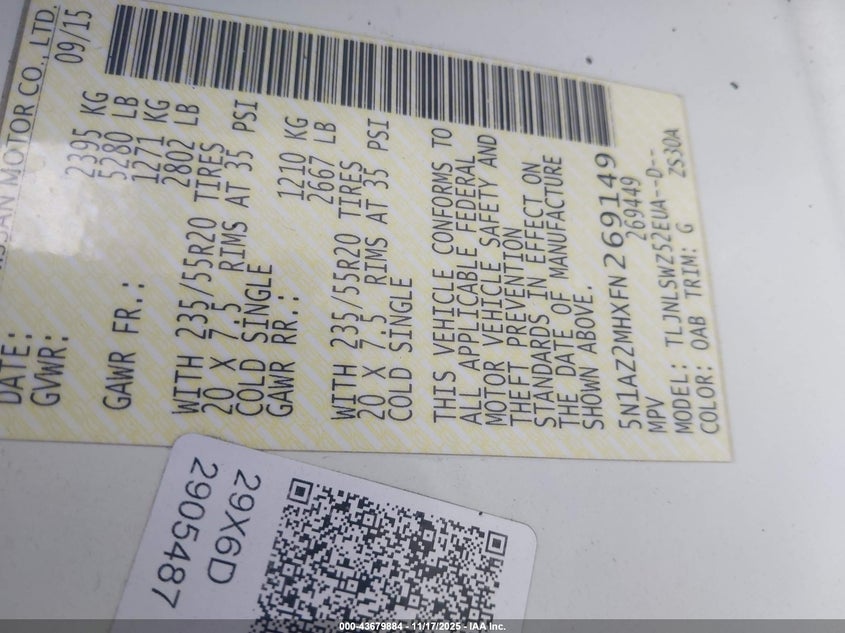 NISSAN MOTOR CO., LTD.
DATE: 09/15
GVWR: 2395 KG
5280 LB
GAWR FR.: 1271 KG
2802 LB
WITH 235/55R20 TIRES
20 X 7.5 RIMS AT 35 PSI
COLD SINGLE
GAWR RR.: 1210 KG
2667 LB
WITH 235/55R20 TIRES
20 X 7.5 RIMS AT 35 PSI
COLD SINGLE
THIS VEHICLE CONFORMS TO
ALL APPLICABLE FEDERAL
MOTOR VEHICLE SAFETY AND
THEFT PREVENTION
STANDARDS IN EFFECT ON
THE DATE OF MANUFACTURE
SHOWN ABOVE.
5N1AZ2MHXFN269149
MPV 269449
MODEL: TLJNLSWZ52EUA--D--
COLOR: QAB TRIM: G ZS30A
29X6D
2905487
000-43679884 - 11/17/2025 - IAA Inc.